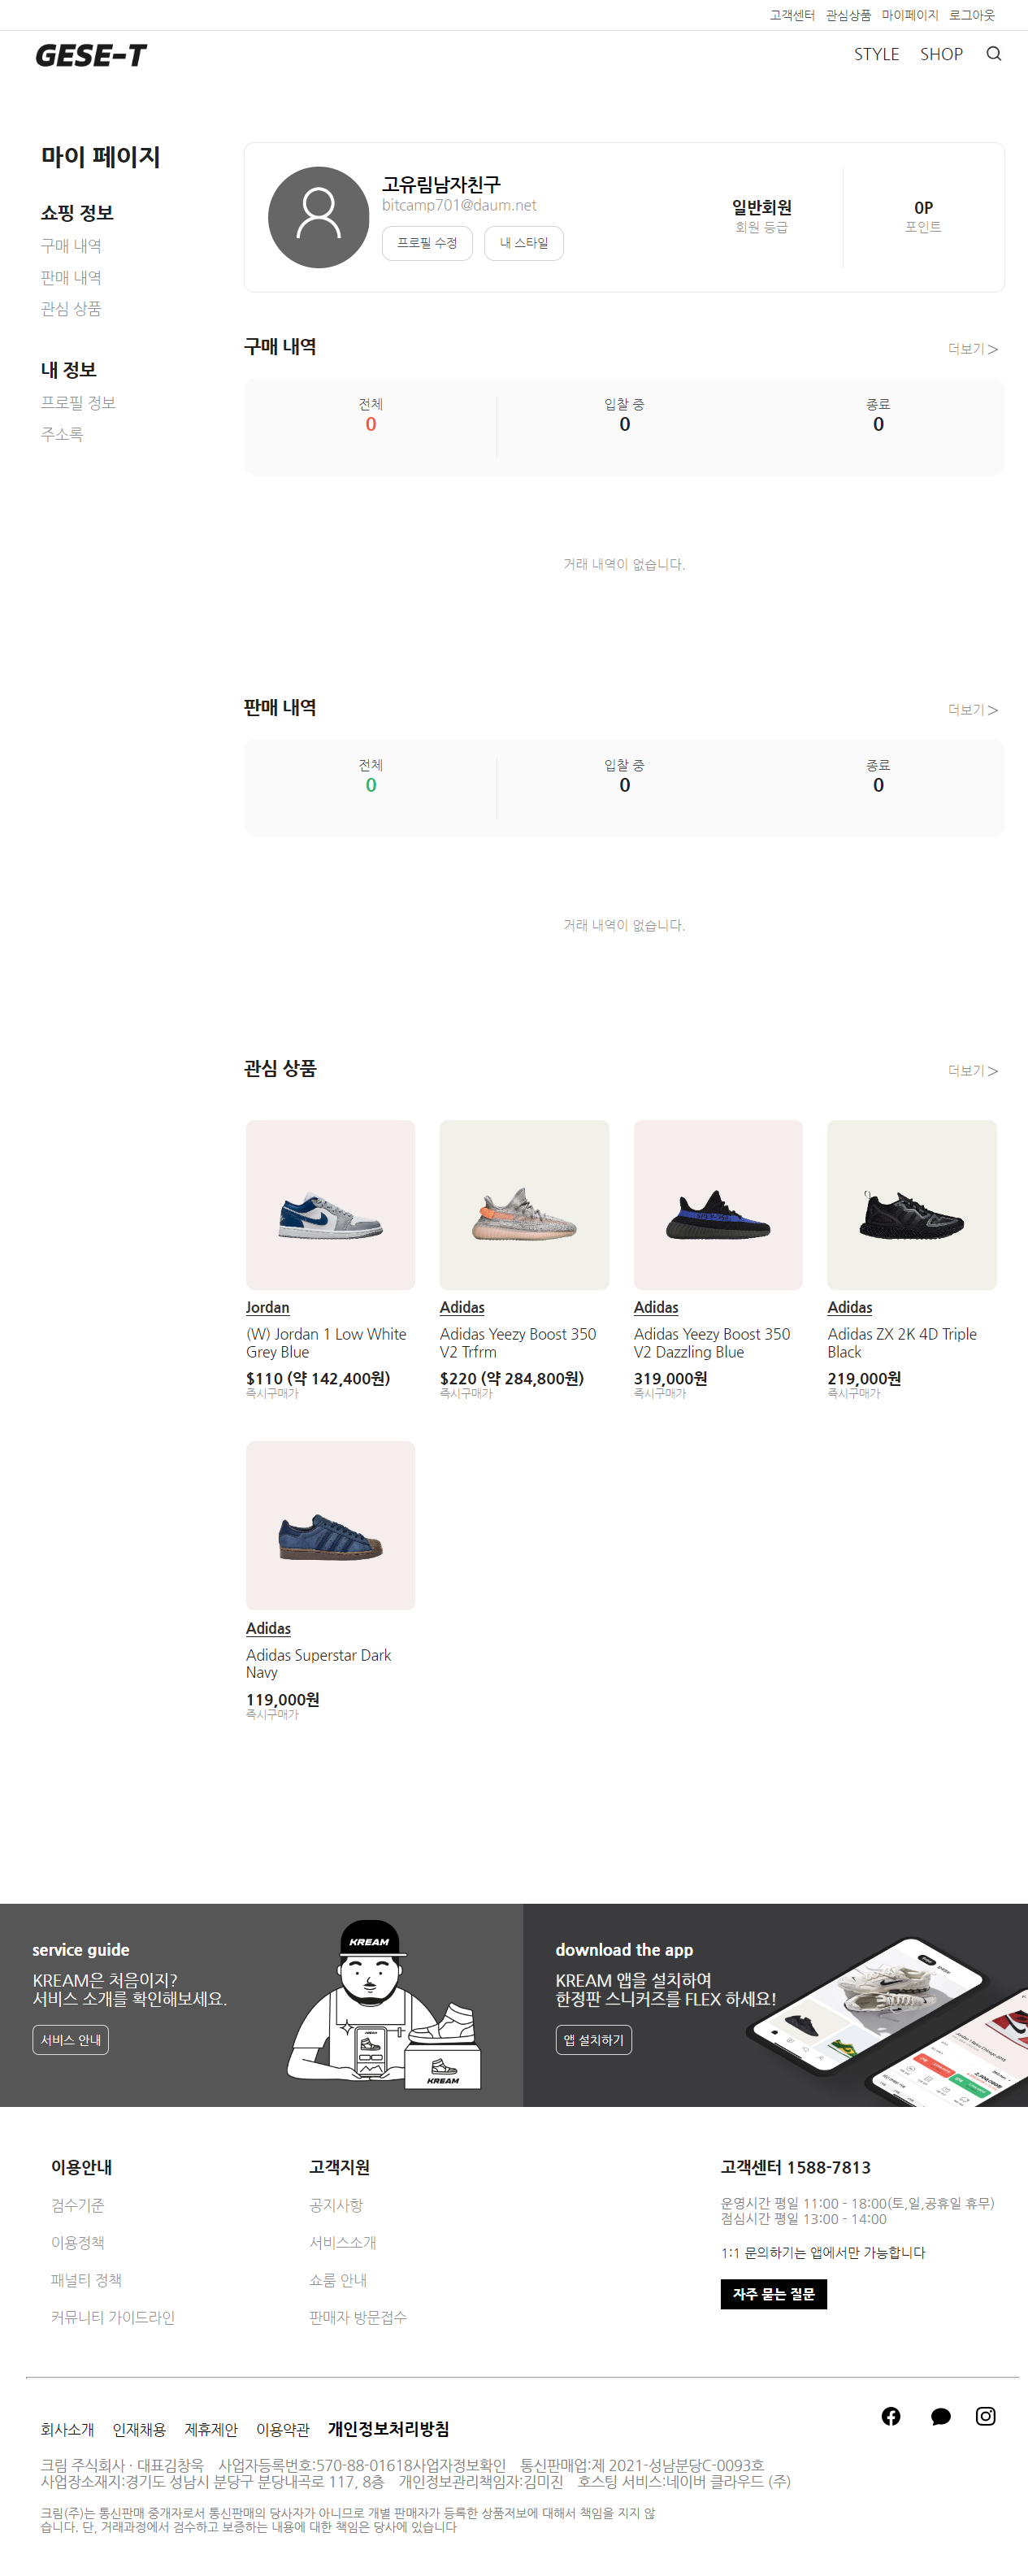 고객센터 관심상품 마이페이지 로그아웃
GESE-T
STYLE SHOP
마이 페이지
쇼핑 정보
구매 내역
판매 내역
관심 상품
내 정보
프로필 정보
주소록
고유림남자친구
bitcamp701@daum.net
프로필 수정 내 스타일
일반회원
회원 등급
0P
포인트
구매 내역
더보기 >
전체 입찰 중 종료
0 0 0
거래 내역이 없습니다.
판매 내역
더보기 >
전체 입찰 중 종료
0 0 0
거래 내역이 없습니다.
관심 상품
더보기 >
Jordan
(W) Jordan 1 Low White
Grey Blue
$110 (약 142,400원)
즉시구매가
Adidas
Adidas Yeezy Boost 350
V2 Trfrm
$220 (약 284,800원)
즉시구매가
Adidas
Adidas Yeezy Boost 350
V2 Dazzling Blue
319,000원
즉시구매가
Adidas
Adidas ZX 2K 4D Triple
Black
219,000원
즉시구매가
Adidas
Adidas Superstar Dark
Navy
119,000원
즉시구매가
service guide
KREAM은 처음이지?
서비스 소개를 확인해보세요.
서비스 안내
KREAM
KREAM
download the app
KREAM 앱을 설치하여
한정판 스니커즈를 FLEX 하세요!
앱 설치하기
이용안내
검수기준
이용정책
패널티 정책
커뮤니티 가이드라인
고객지원
공지사항
서비스소개
쇼룸 안내
판매자 방문접수
고객센터 1588-7813
운영시간 평일 11:00 - 18:00(토,일,공휴일 휴무)
점심시간 평일 13:00 - 14:00
1:1 문의하기는 앱에서만 가능합니다
자주 묻는 질문
회사소개 인재채용 제휴제안 이용약관 개인정보처리방침
크림 주식회사 · 대표김창욱 사업자등록번호:570-88-01618사업자정보확인 통신판매업:제 2021-성남분당C-0093호
사업장소재지:경기도 성남시 분당구 분당내곡로 117, 8층 개인정보관리책임자:김미진 호스팅 서비스:네이버 클라우드 (주)
크림(주)는 통신판매 중개자로서 통신판매의 당사자가 아니므로 개별 판매자가 등록한 상품저보에 대해서 책임을 지지 않
습니다. 단, 거래과정에서 검수하고 보증하는 내용에 대한 책임은 당사에 있습니다